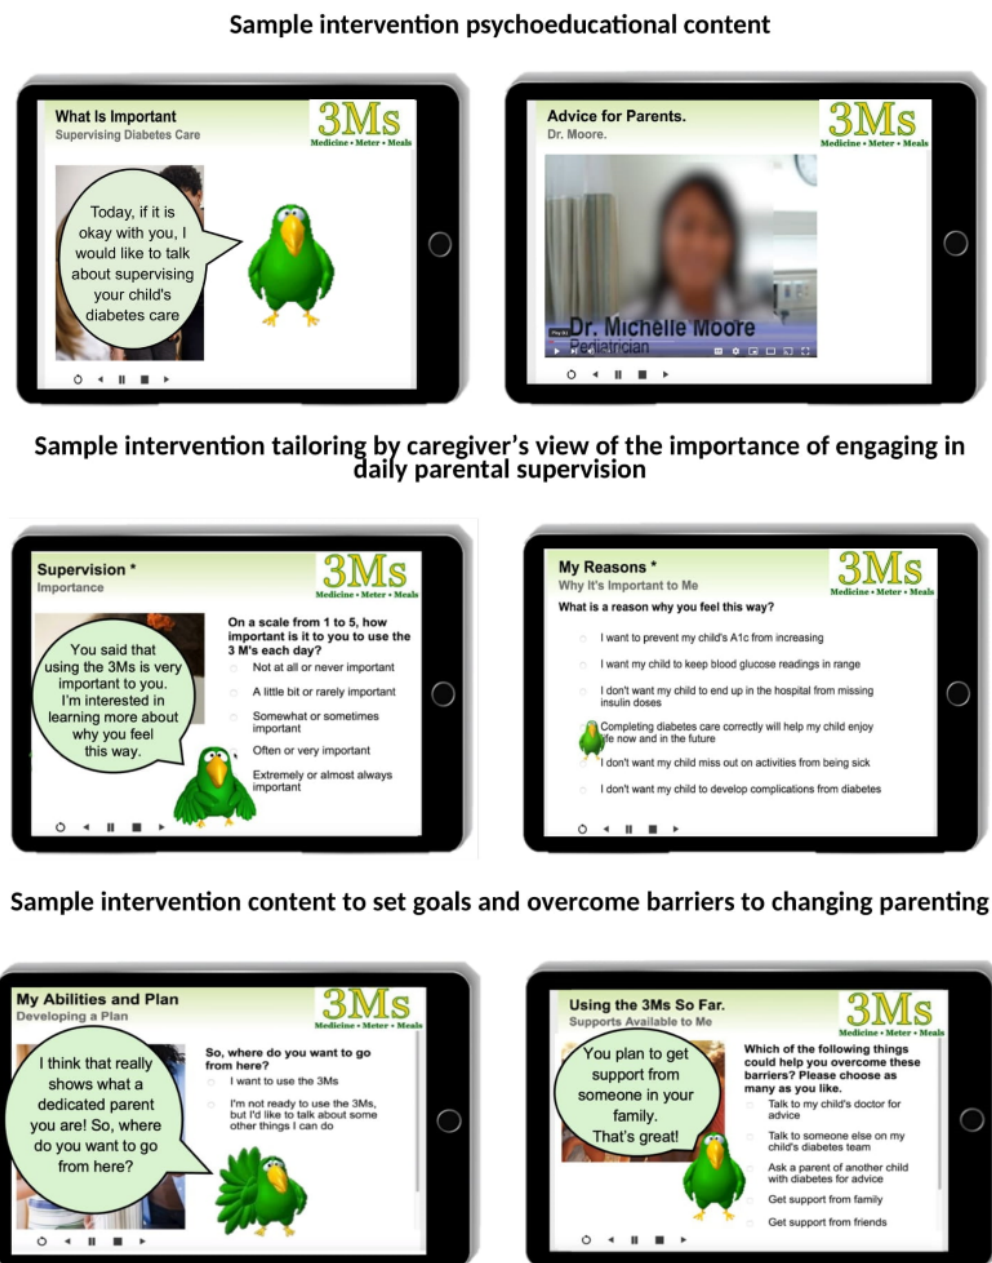 Sample intervention psychoeducational content
What Is Important
Supervising Diabetes Care
3Ms
Medicine • Meter • Meals
Today, if it is
okay with you, I
would like to talk
about supervising
your child's
diabetes care
Advice for Parents.
Dr. Moore.
3Ms
Medicine • Meter • Meals
Dr. Michelle Moore
Pediatrician
Sample intervention tailoring by caregiver's view of the importance of engaging in
daily parental supervision
Supervision *
Importance
3Ms
Medicine • Meter • Meals
You said that
using the 3Ms is very
important to you.
I'm interested in
learning more about
why you feel
this way.
On a scale from 1 to 5, how
important is it to you to use the
3 M's each day?
Not at all or never important
A little bit or rarely important
Somewhat or sometimes
important
Often or very important
Extremely or almost always
important
My Reasons *
Why It's Important to Me
3Ms
Medicine • Meter • Meals
What is a reason why you feel this way?
I want to prevent my child's A1c from increasing
I want my child to keep blood glucose readings in range
I don't want my child to end up in the hospital from missing
insulin doses
Completing diabetes care correctly will help my child enjoy
life now and in the future
I don't want my child miss out on activities from being sick
I don't want my child to develop complications from diabetes
Sample intervention content to set goals and overcome barriers to changing parenting
My Abilities and Plan
Developing a Plan
3Ms
Medicine • Meter • Meals
I think that really
shows what a
dedicated parent
you are! So, where
do you want to go
from here?
So, where do you want to go
from here?
I want to use the 3Ms
I'm not ready to use the 3Ms,
but I'd like to talk about some
other things I can do
Using the 3Ms So Far.
Supports Available to Me
3Ms
Medicine • Meter • Meals
You plan to get
support from
someone in your
family.
That's great!
Which of the following things
could help you overcome these
barriers? Please choose as
many as you like.
Talk to my child's doctor for
advice
Talk to someone else on my
child's diabetes team
Ask a parent of another child
with diabetes for advice
Get support from family
Get support from friends